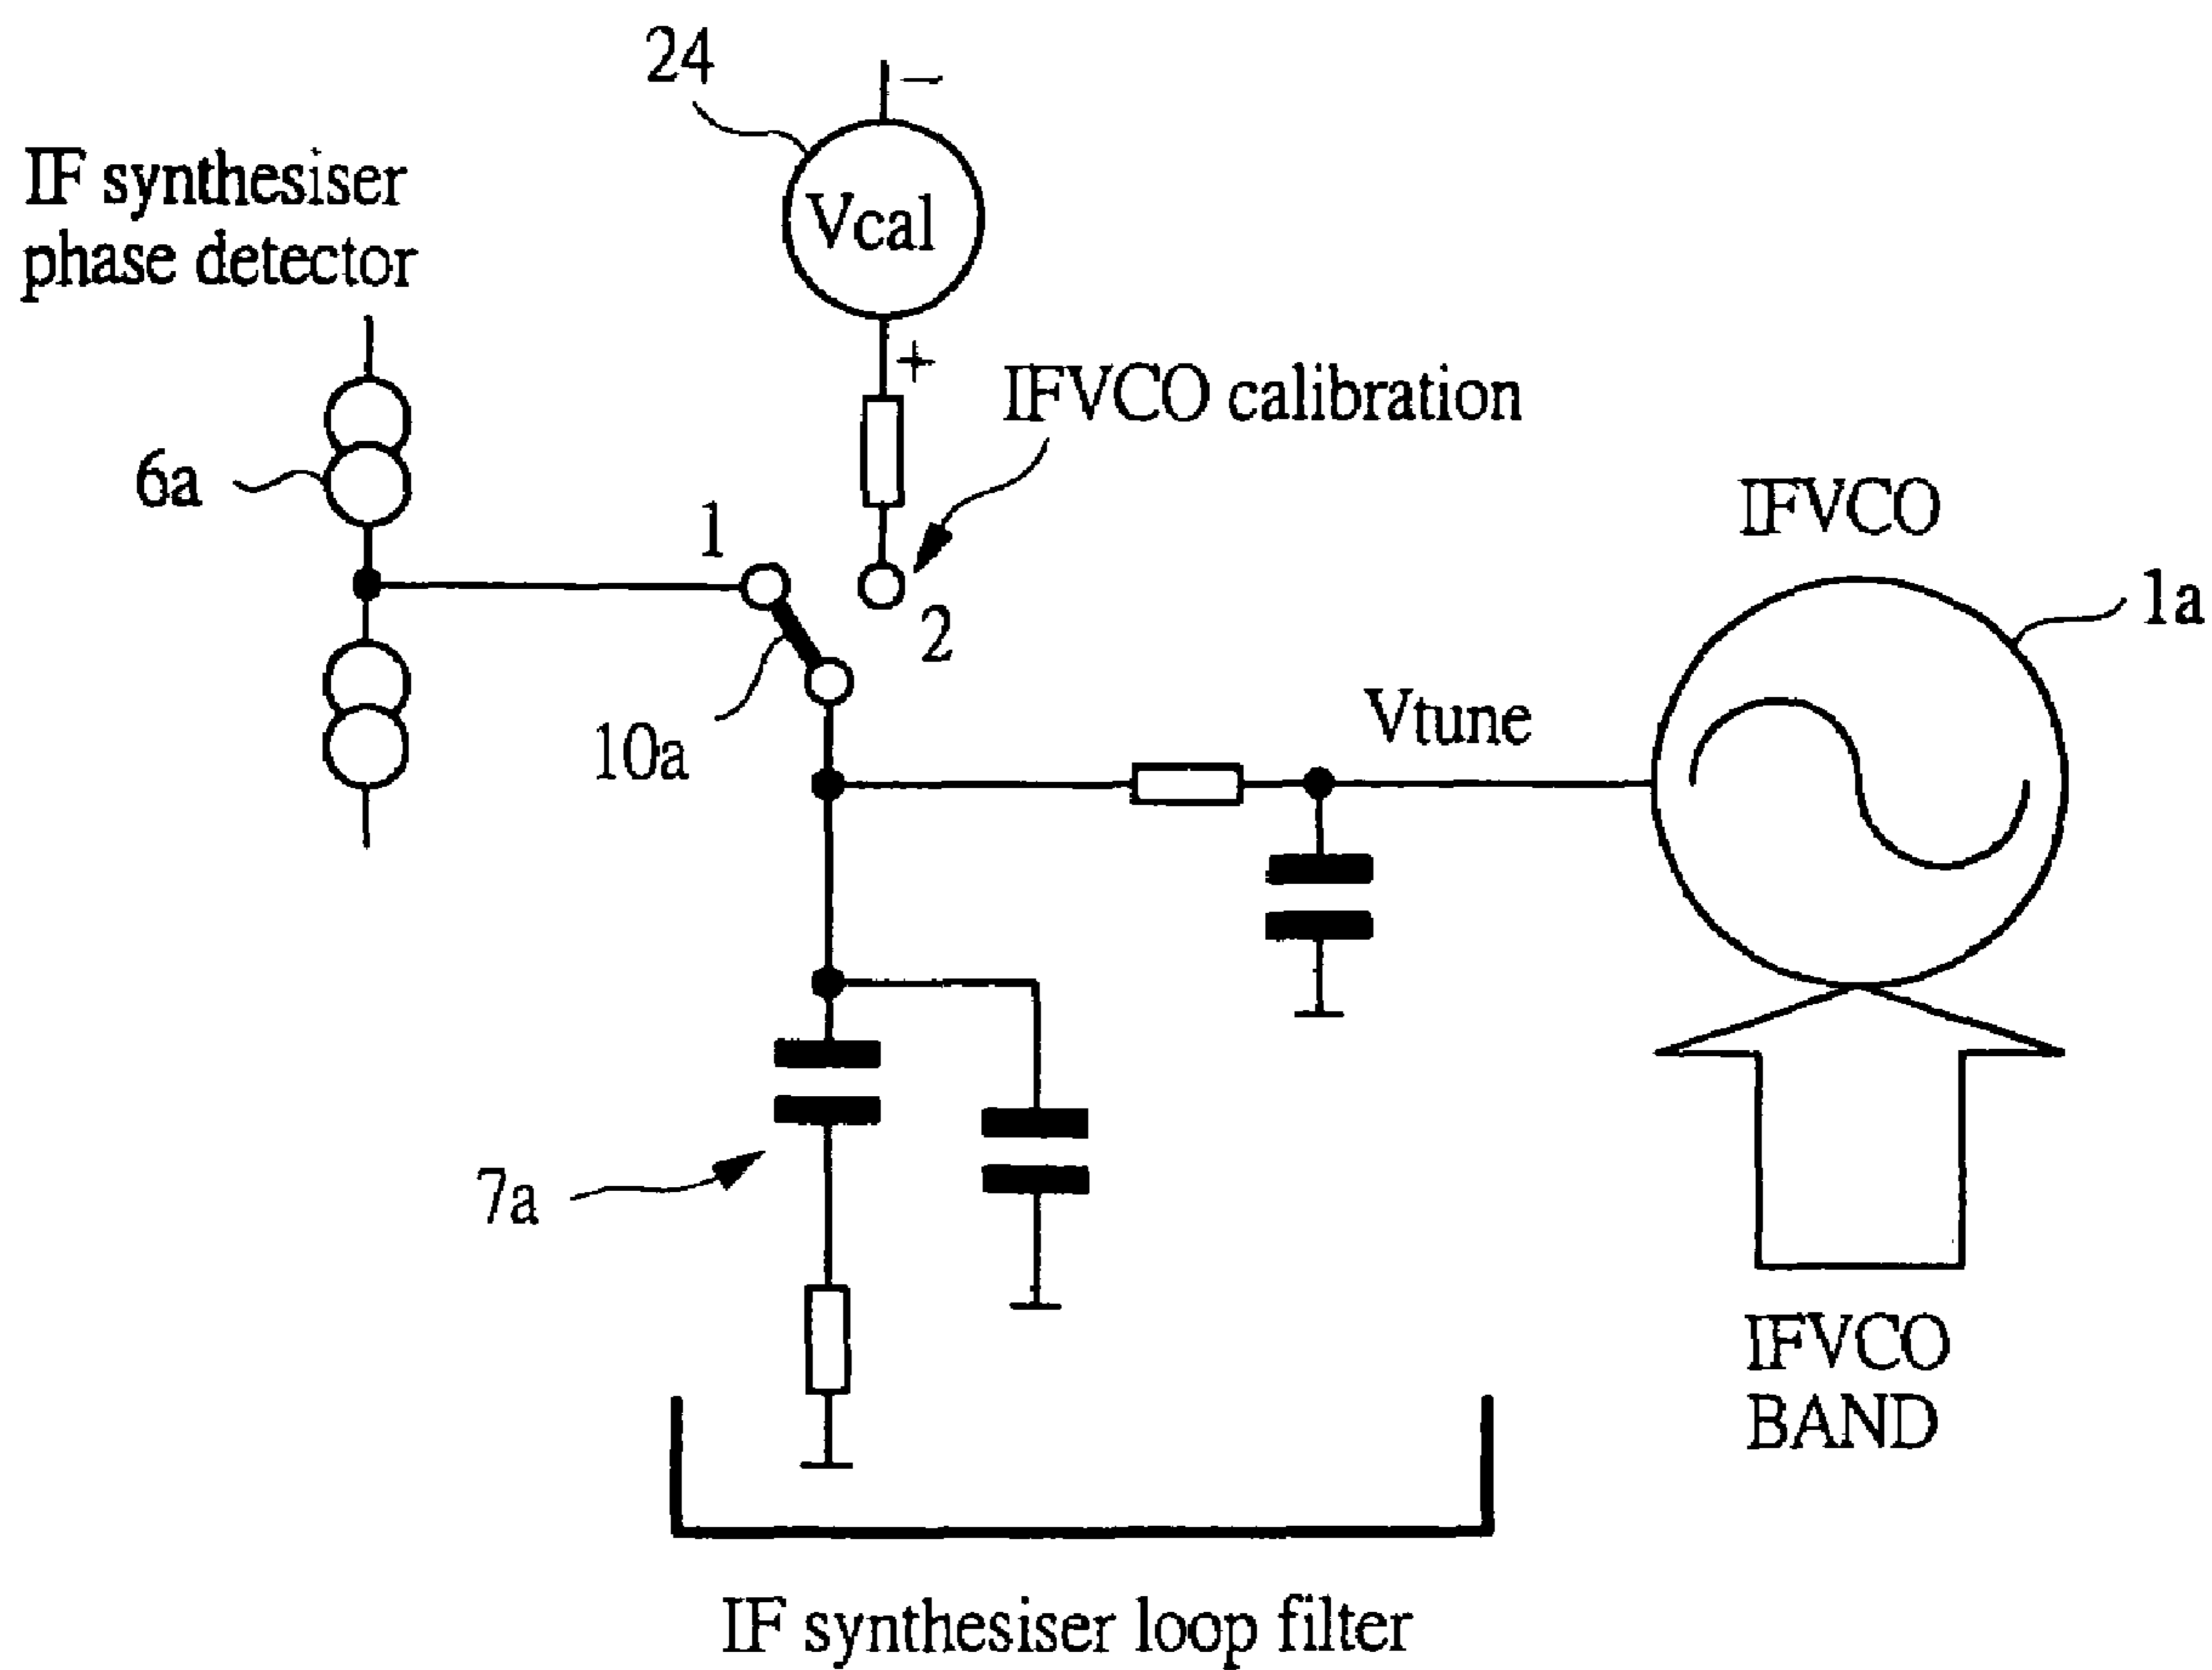 24
−
IF synthesiser
phase detector
Vcal
+
IFVCO calibration
6a
1
2
IFVCO
1a
10a
Vtune
7a
IFVCO
BAND
IF synthesiser loop filter